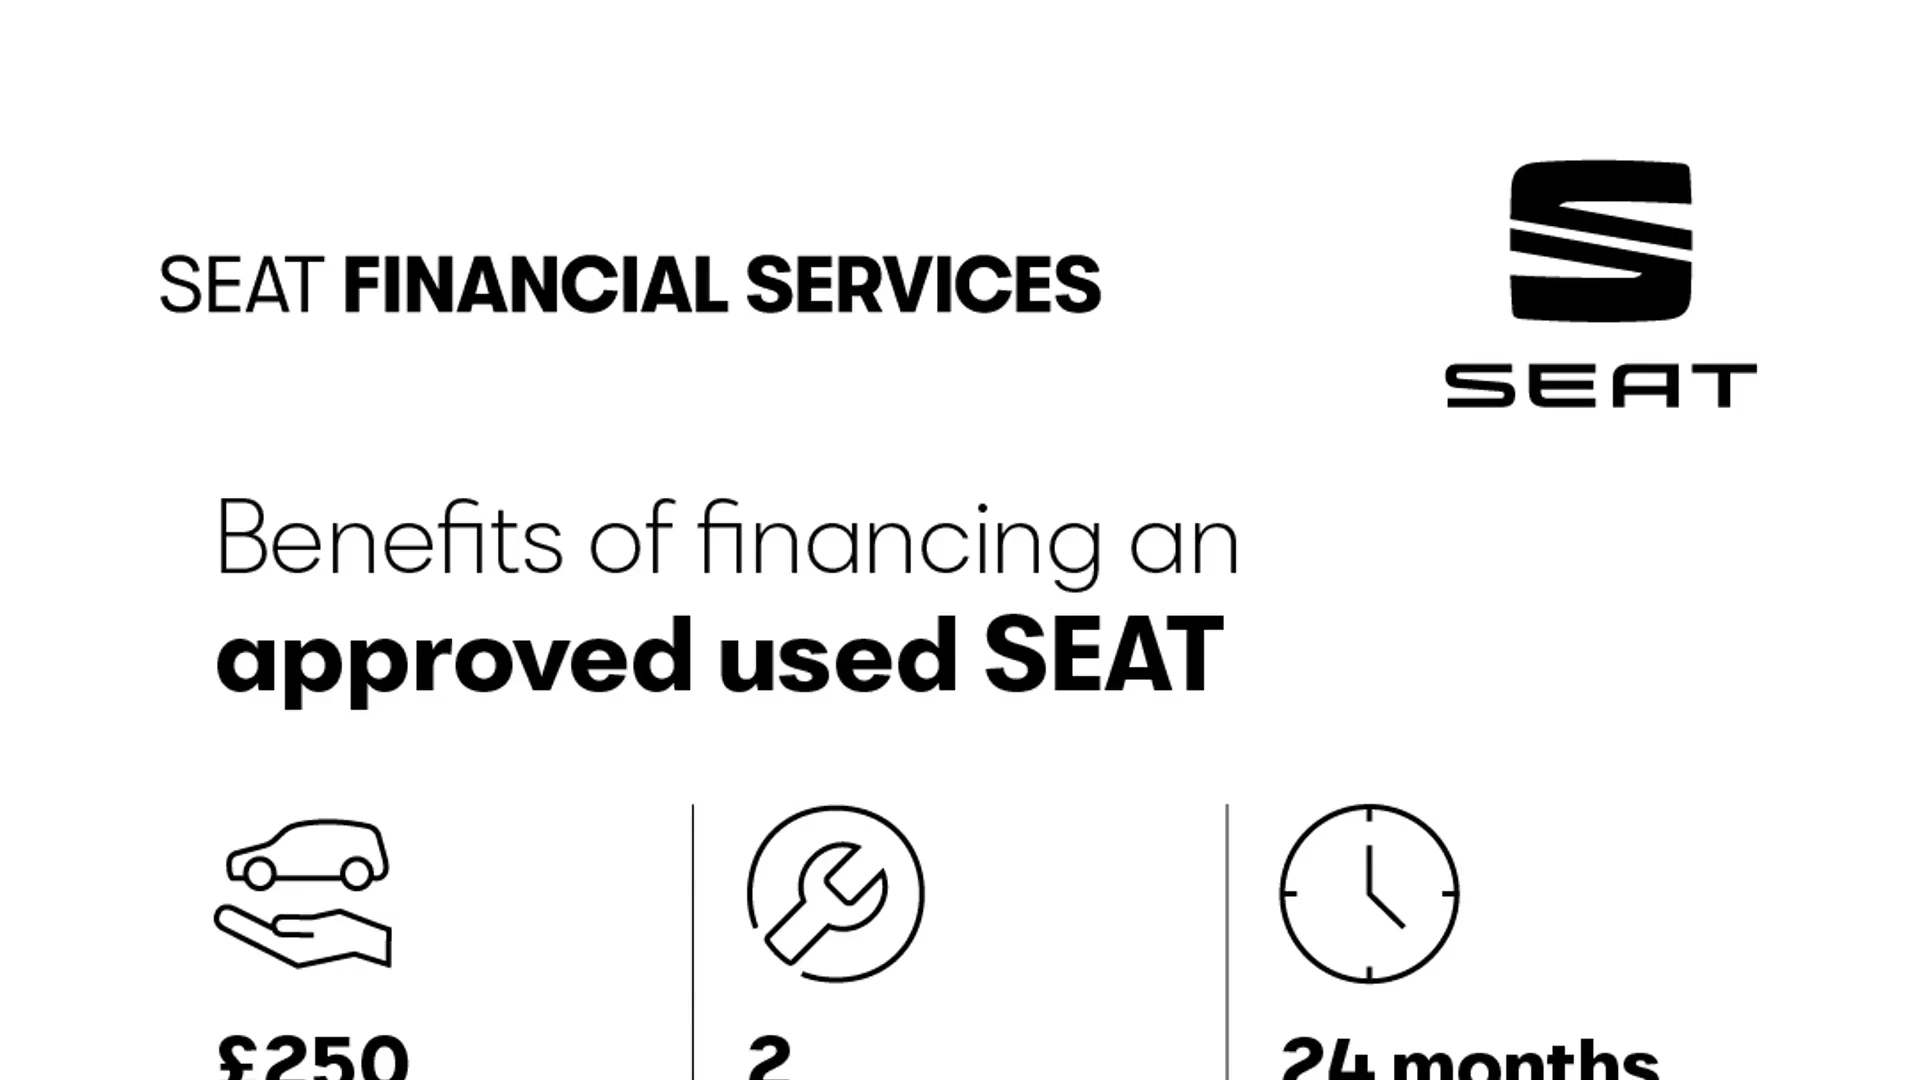 SEAT FINANCIAL SERVICES
SEAT
Benefits of financing an
approved used SEAT
£250
2
24 months